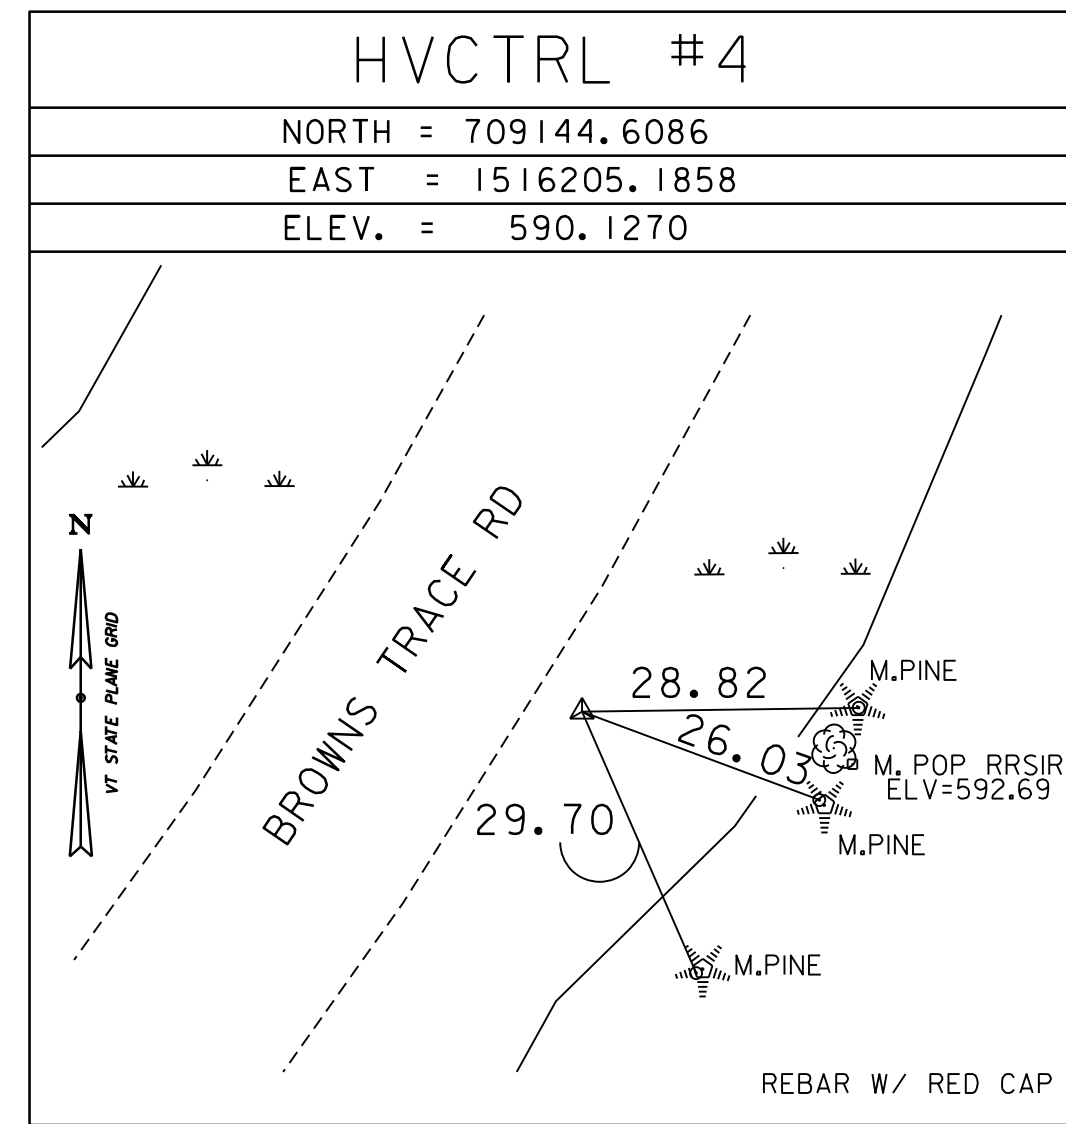 HVCTRL #4
NORTH = 709144.6086
EAST = 1516205.1858
ELEV. = 590.1270
N
VT STATE PLANE GRID
BROWNS TRACE RD
28.82
M.PINE
26.03
M. POP RRSIR
ELV=592.69
29.70
M.PINE
M.PINE
REBAR W/ RED CAP